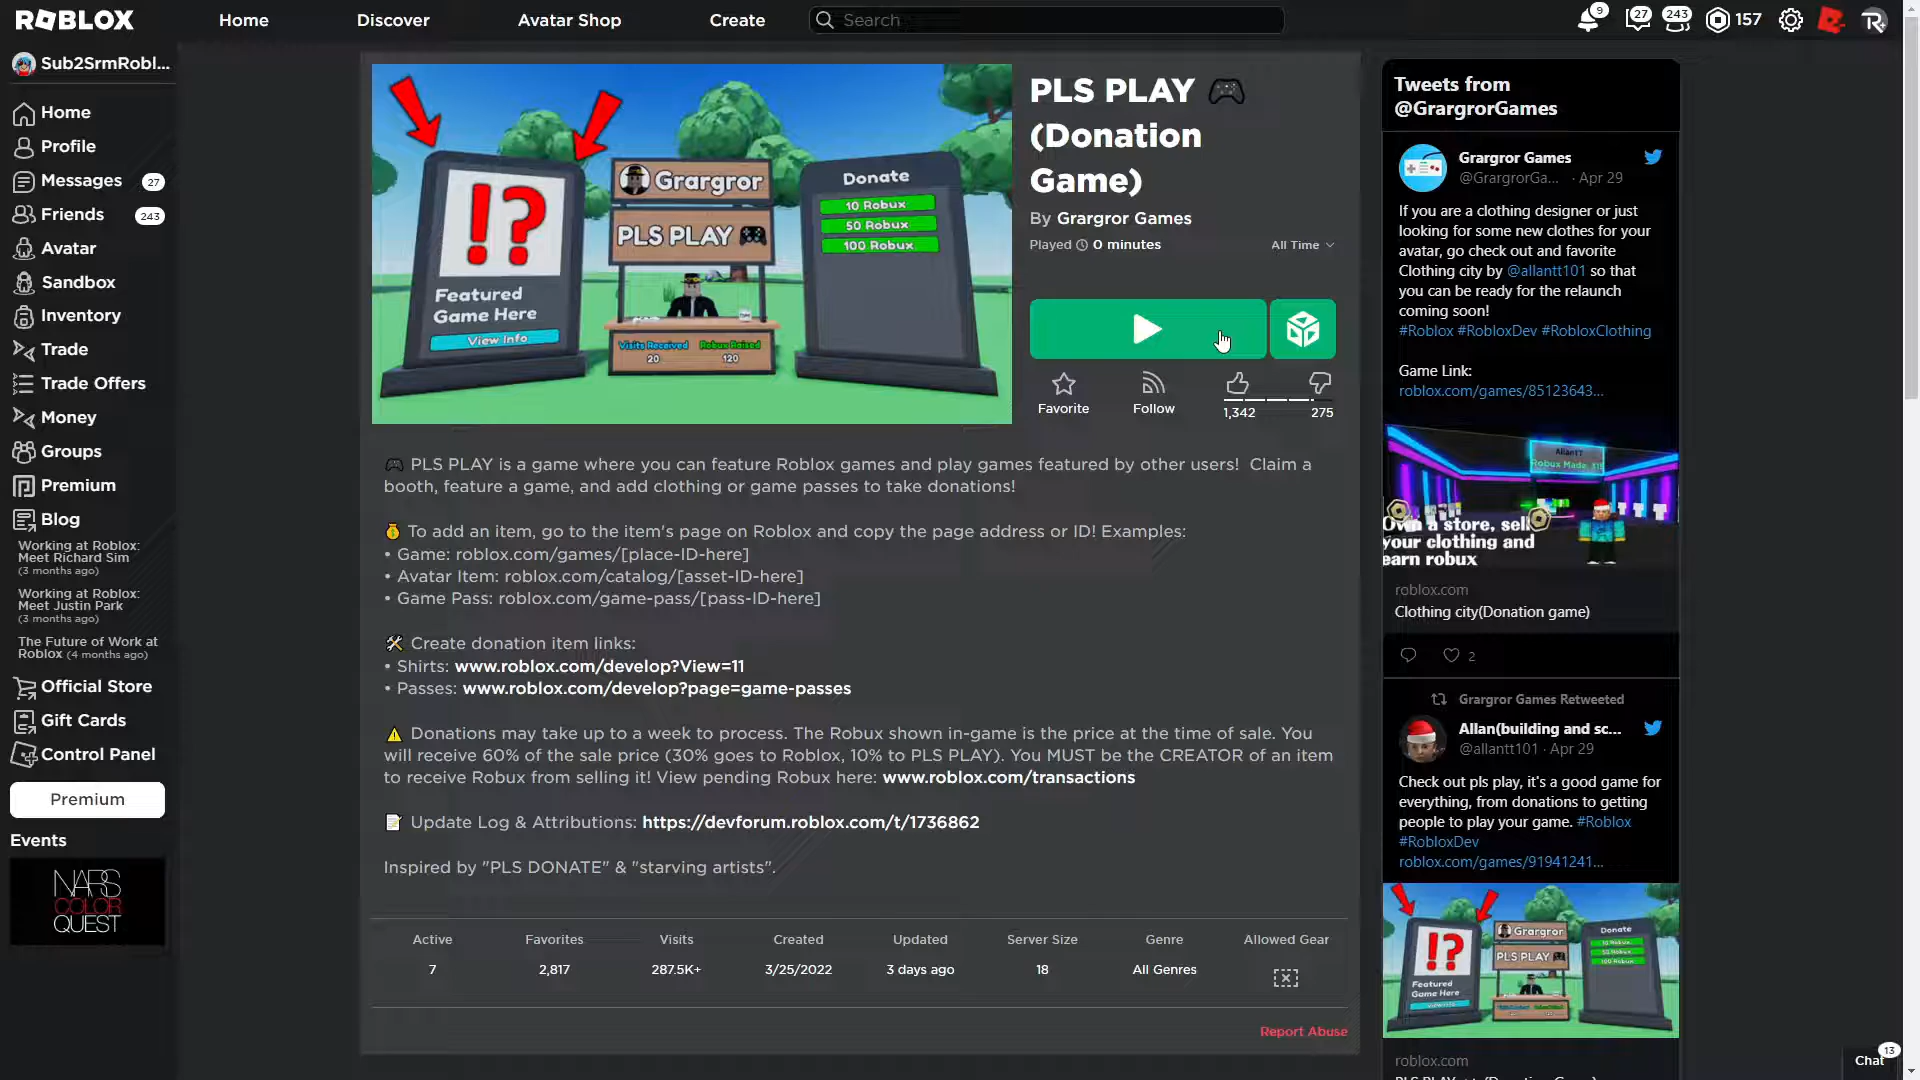 ROBLOX
Home
Discover
Avatar Shop
Create
Search
9
27
243
157
Sub2SrmRobl...
Home
Profile
Messages 27
Friends 243
Avatar
Sandbox
Inventory
Trade
Trade Offers
Money
Groups
Premium
Blog
Working at Roblox:
Meet Richard Sim
(3 months ago)
Working at Roblox:
Meet Justin Park
(3 months ago)
The Future of Work at
Roblox (4 months ago)
Official Store
Gift Cards
Control Panel
Premium
Events
NARS
COLOR
QUEST
!?
Featured
Game Here
View Info
Grargror
PLS PLAY
Visits Received Robux Raised
20 120
Donate
10 Robux
50 Robux
100 Robux
PLS PLAY 🎮
(Donation
Game)
By Grargror Games
Played 0 minutes
All Time
Favorite
Follow
1,342
275
🎮 PLS PLAY is a game where you can feature Roblox games and play games featured by other users! Claim a
booth, feature a game, and add clothing or game passes to take donations!
💰 To add an item, go to the item's page on Roblox and copy the page address or ID! Examples:
• Game: roblox.com/games/[place-ID-here]
• Avatar Item: roblox.com/catalog/[asset-ID-here]
• Game Pass: roblox.com/game-pass/[pass-ID-here]
🛠 Create donation item links:
• Shirts: www.roblox.com/develop?View=11
• Passes: www.roblox.com/develop?page=game-passes
⚠ Donations may take up to a week to process. The Robux shown in-game is the price at the time of sale. You
will receive 60% of the sale price (30% goes to Roblox, 10% to PLS PLAY). You MUST be the CREATOR of an item
to receive Robux from selling it! View pending Robux here: www.roblox.com/transactions
📝 Update Log & Attributions: https://devforum.roblox.com/t/1736862
Inspired by "PLS DONATE" & "starving artists".
Active Favorites Visits Created Updated Server Size Genre Allowed Gear
7 2,817 287.5K+ 3/25/2022 3 days ago 18 All Genres
Report Abuse
Tweets from
@GrargrorGames
Grargror Games
@GrargrorGa... · Apr 29
If you are a clothing designer or just
looking for some new clothes for your
avatar, go check out and favorite
Clothing city by @allantt101 so that
you can be ready for the relaunch
coming soon!
#Roblox #RobloxDev #RobloxClothing
Game Link:
roblox.com/games/85123643...
Robux Made
Own a store, sell
your clothing and
earn robux
roblox.com
Clothing city(Donation game)
2
Grargror Games Retweeted
Allan(building and sc...
@allantt101 · Apr 29
Check out pls play, it's a good game for
everything, from donations to getting
people to play your game. #Roblox
#RobloxDev
roblox.com/games/91941241...
!?
Featured
Game Here
Grargror
PLS PLAY
Donate
roblox.com
Chat 13